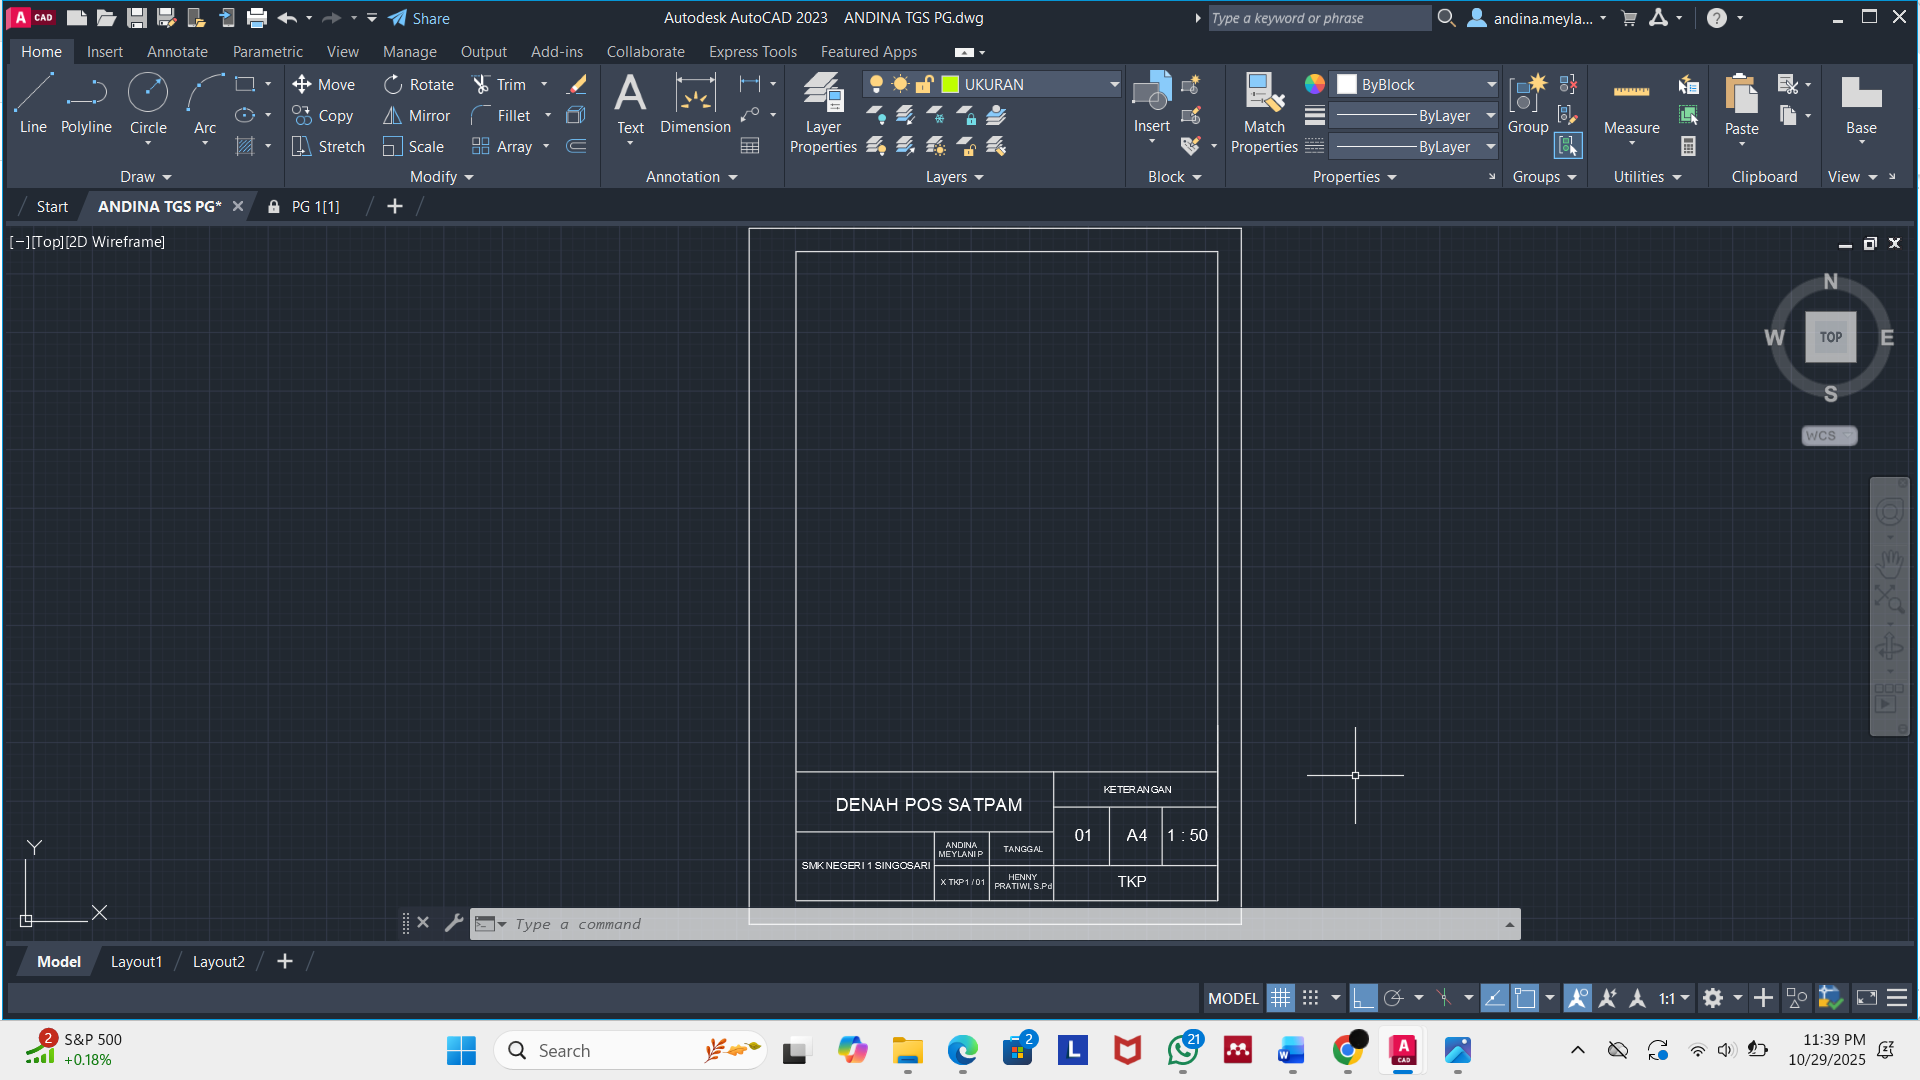 A CAD
Share
Autodesk AutoCAD 2023 ANDINA TGS PG.dwg
Type a keyword or phrase
andina.meyla...
Home Insert Annotate Parametric View Manage Output Add-ins Collaborate Express Tools Featured Apps
Line Polyline Circle Arc
Draw
Move Rotate Trim
Copy Mirror Fillet
Stretch Scale Array
Modify
Text Dimension
Annotation
Layer Properties
UKURAN
Layers
Insert
Block
Match Properties
ByBlock
ByLayer
ByLayer
Properties
Group
Groups
Measure
Utilities
Paste
Clipboard
Base
View
Start ANDINA TGS PG* PG 1[1]
[−][Top][2D Wireframe]
N
W TOP E
S
WCS
DENAH POS SATPAM
KETERANGAN
01 A4 1 : 50
SMK NEGERI 1 SINGOSARI
ANDINA
MEYLANI P
TANGGAL
X TKP 1 / 01
HENNY
PRATIWI, S.Pd
TKP
Y
X
Type a command
Model Layout1 Layout2
MODEL 1:1
2
S&P 500
+0.18%
Search
2
L
21
W
A CAD
11:39 PM
10/29/2025